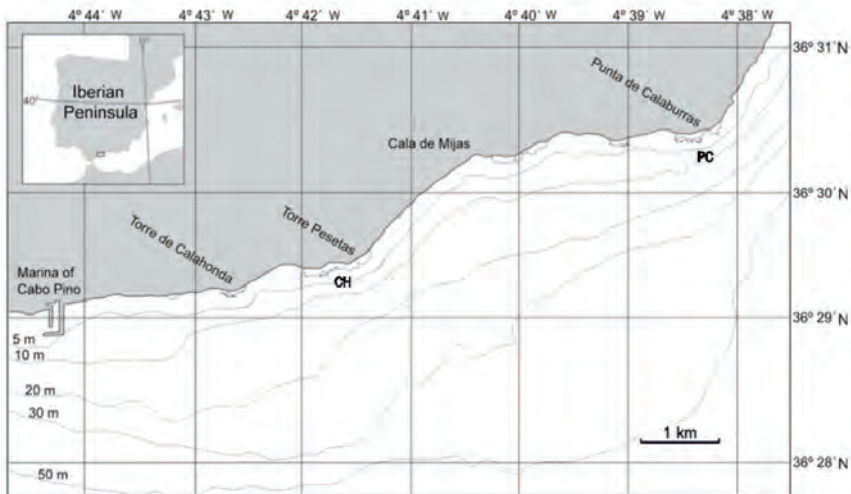 4° 44´ W
4° 43´ W
4° 42´ W
4° 41´ W
4° 40´ W
4° 39´ W
4° 38´ W
36° 31´N
40°
Iberian
Peninsula
Punta de Calaburras
Cala de Mijas
PC
36° 30´N
Torre de Calahonda
Torre Pesetas
Marina of
Cabo Pino
CH
36° 29´N
5 m
10 m
20 m
30 m
1 km
36° 28´N
50 m